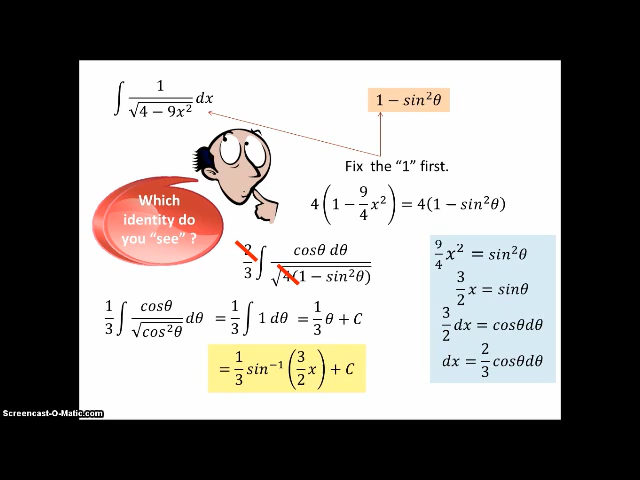 ∫ 1/√(4 − 9x²) dx
1 − sin²θ
Fix the “1” first.
Which
identity do
you “see” ?
4(1 − 9/4 x²) = 4(1 − sin²θ)
2/3 ∫ cosθ dθ/√(4(1 − sin²θ))
9/4 x² = sin²θ
3/2 x = sinθ
3/2 dx = cosθdθ
dx = 2/3 cosθdθ
1/3 ∫ cosθ/√(cos²θ) dθ = 1/3 ∫ 1 dθ = 1/3 θ + C
= 1/3 sin⁻¹(3/2 x) + C
Screencast-O-Matic.com